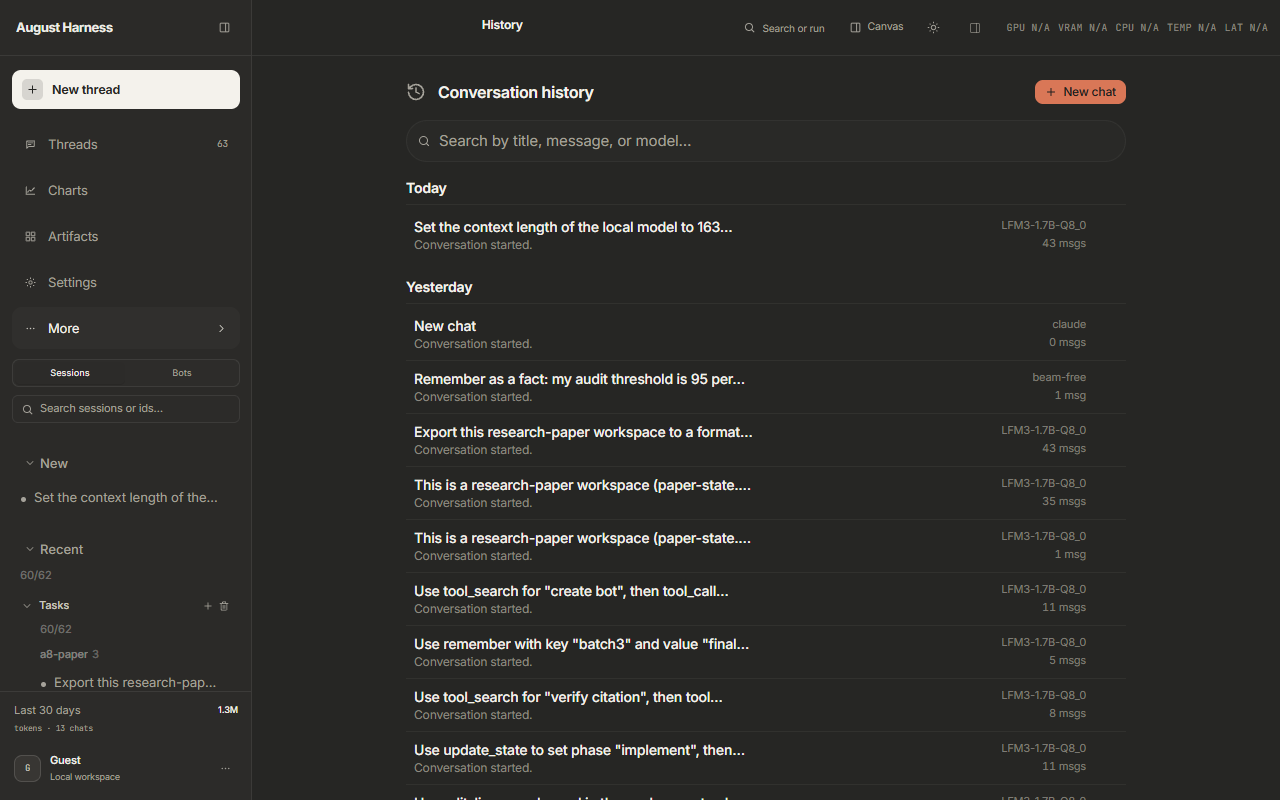 August Harness
New thread
Threads 63
Charts
Artifacts
Settings
More
Sessions Bots
Search sessions or ids...
New
Set the context length of the...
Recent
60/62
Tasks
60/62
a8-paper 3
Export this research-pap...
Last 30 days 1.3M
tokens · 13 chats
G
Guest
Local workspace
History
Search or run
Canvas
GPU N/A VRAM N/A CPU N/A TEMP N/A LAT N/A
Conversation history
New chat
Search by title, message, or model...
Today
Set the context length of the local model to 163... LFM3-1.7B-Q8_0
Conversation started. 43 msgs
Yesterday
New chat claude
Conversation started. 0 msgs
Remember as a fact: my audit threshold is 95 per... beam-free
Conversation started. 1 msg
Export this research-paper workspace to a format... LFM3-1.7B-Q8_0
Conversation started. 43 msgs
This is a research-paper workspace (paper-state.... LFM3-1.7B-Q8_0
Conversation started. 35 msgs
This is a research-paper workspace (paper-state.... LFM3-1.7B-Q8_0
Conversation started. 1 msg
Use tool_search for "create bot", then tool_call... LFM3-1.7B-Q8_0
Conversation started. 11 msgs
Use remember with key "batch3" and value "final... LFM3-1.7B-Q8_0
Conversation started. 5 msgs
Use tool_search for "verify citation", then tool... LFM3-1.7B-Q8_0
Conversation started. 8 msgs
Use update_state to set phase "implement", then... LFM3-1.7B-Q8_0
Conversation started. 11 msgs
LFM3-1.7B-Q8_0